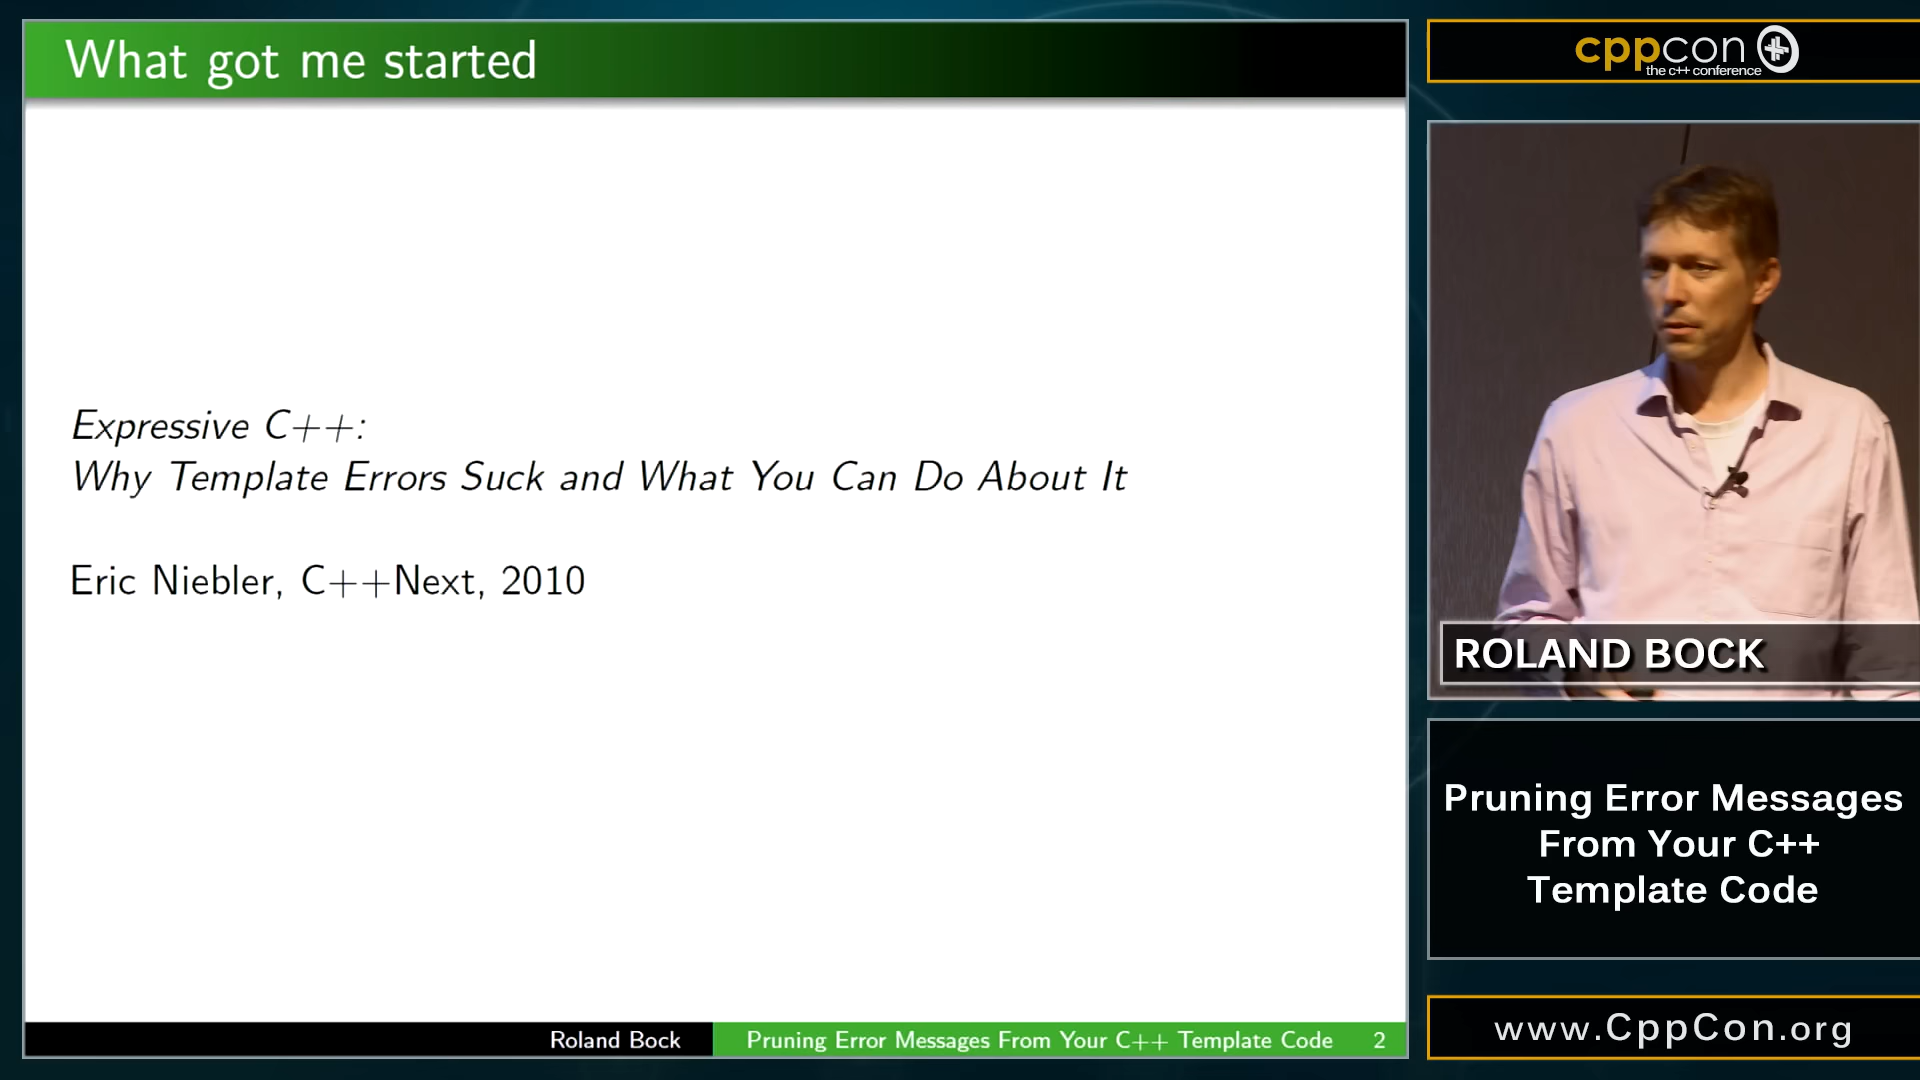 What got me started
Expressive C++:
Why Template Errors Suck and What You Can Do About It
Eric Niebler, C++Next, 2010
Roland Bock
Pruning Error Messages From Your C++ Template Code
2
cppcon
the c++ conference
ROLAND BOCK
Pruning Error Messages
From Your C++
Template Code
www.CppCon.org